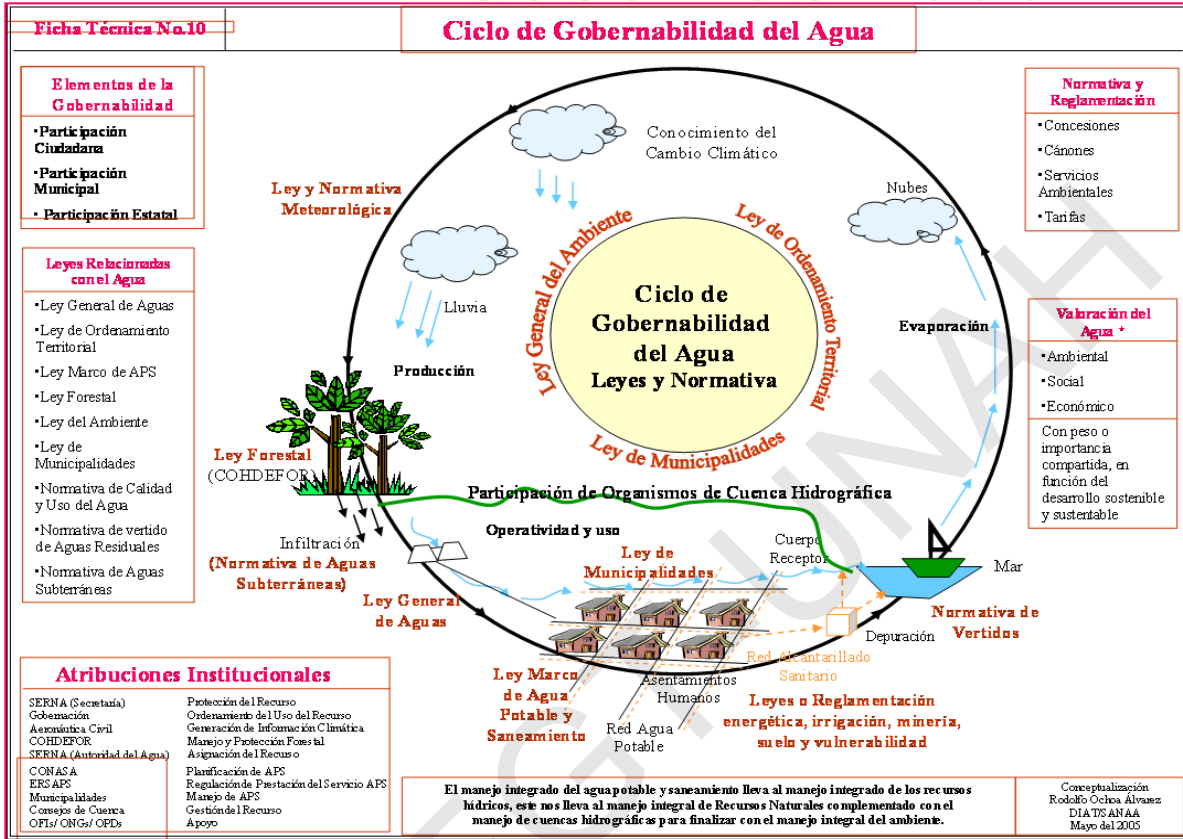 Ficha Técnica No.10
Ciclo de Gobernabilidad del Agua
Elementos de la
Gobernabilidad
•Participación
Ciudadana
•Participación
Municipal
• Participación Estatal
Leyes Relacionadas
con el Agua
•Ley General de Aguas
•Ley de Ordenamiento
Territorial
•Ley Marco de APS
•Ley Forestal
•Ley del Ambiente
•Ley de
Municipalidades
•Normativa de Calidad
y Uso del Agua
•Normativa de vertido
de Aguas Residuales
•Normativa de Aguas
Subterráneas
Conocimiento del
Cambio Climático
Ley y Normativa
Meteorológica
Nubes
Lluvia
Producción
Evaporación
Ley General del Ambiente
Ley de Ordenamiento Territorial
Ley de Municipalidades
Ciclo de
Gobernabilidad
del Agua
Leyes y Normativa
Ley Forestal
(COHDEFOR)
Participación de Organismos de Cuenca Hidrográfica
Operatividad y uso
Infiltración
(Normativa de Aguas
Subterráneas)
Ley de
Municipalidades
Cuerpo
Receptor
Mar
Ley General
de Aguas
Normativa de
Vertidos
Depuración
Red Alcantarillado
Sanitario
Ley Marco
de Agua
Potable y
Saneamiento
Asentamientos
Humanos
Red Agua
Potable
Leyes o Reglamentación
energética, irrigación, minería,
suelo y vulnerabilidad
Normativa y
Reglamentación
•Concesiones
•Cánones
•Servicios
Ambientales
•Tarifas
Valoración del
Agua *
•Ambiental
•Social
•Económico
Con peso o
importancia
compartida, en
función del
desarrollo sostenible
y sustentable
Atribuciones Institucionales
SERNA (Secretaría) Protección del Recurso
Gobernación Ordenamiento del Uso del Recurso
Aeronáutica Civil Generación de Información Climática
COHDEFOR Manejo y Protección Forestal
SERNA (Autoridad del Agua) Asignación del Recurso
CONASA Planificación de APS
ERSAPS Regulación de Prestación del Servicio APS
Municipalidades Manejo de APS
Consejos de Cuenca Gestión del Recurso
OFIs/ ONGs/ OPDs Apoyo
El manejo integrado del agua potable y saneamiento lleva al manejo integrado de los recursos
hídricos, este nos lleva al manejo integral de Recursos Naturales complementado con el
manejo de cuencas hidrográficas para finalizar con el manejo integral del ambiente.
Conceptualización
Rodolfo Ochoa Álvarez
DIAT/SANAA
Mayo del 2005